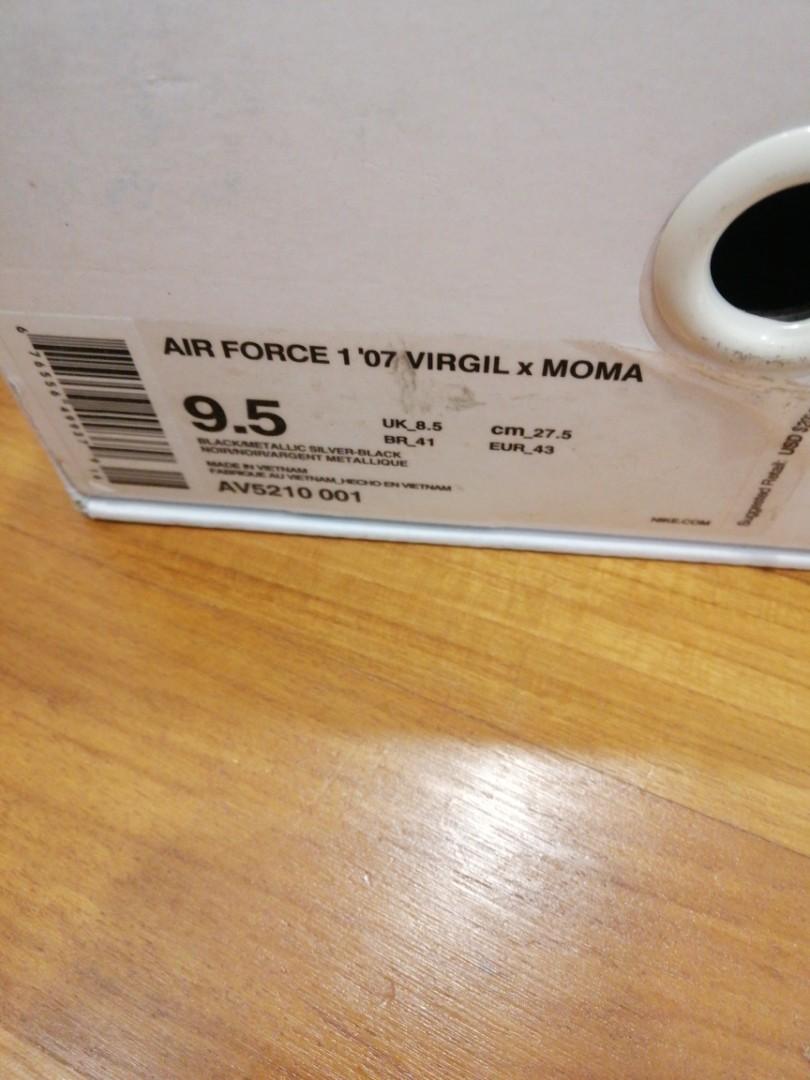 AIR FORCE 1 '07 VIRGIL x MOMA
9.5
UK_8.5
cm_27.5
BR_41
EUR_43
BLACK/METALLIC SILVER-BLACK
NOIR/NOIR/ARGENT METALLIQUE
MADE IN VIETNAM
FABRIQUE AU VIETNAM_HECHO EN VIETNAM
AV5210 001
NIKE.COM
Suggested Retail: USD